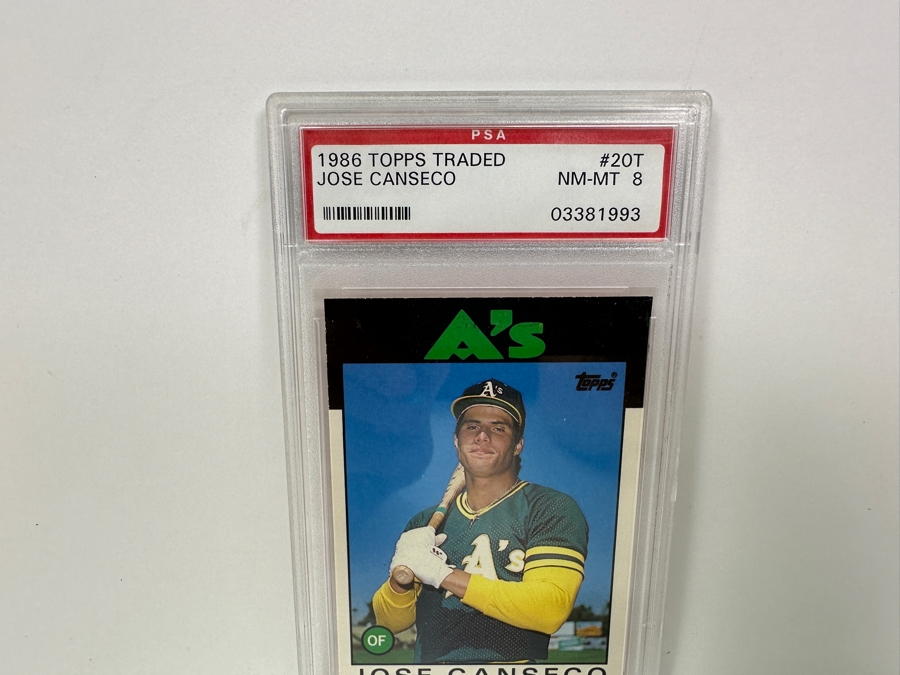 PSA
1986 TOPPS TRADED #20T
JOSE CANSECO NM-MT 8
03381993
A's
topps®
A's
A's
OF
JOSE CANSECO